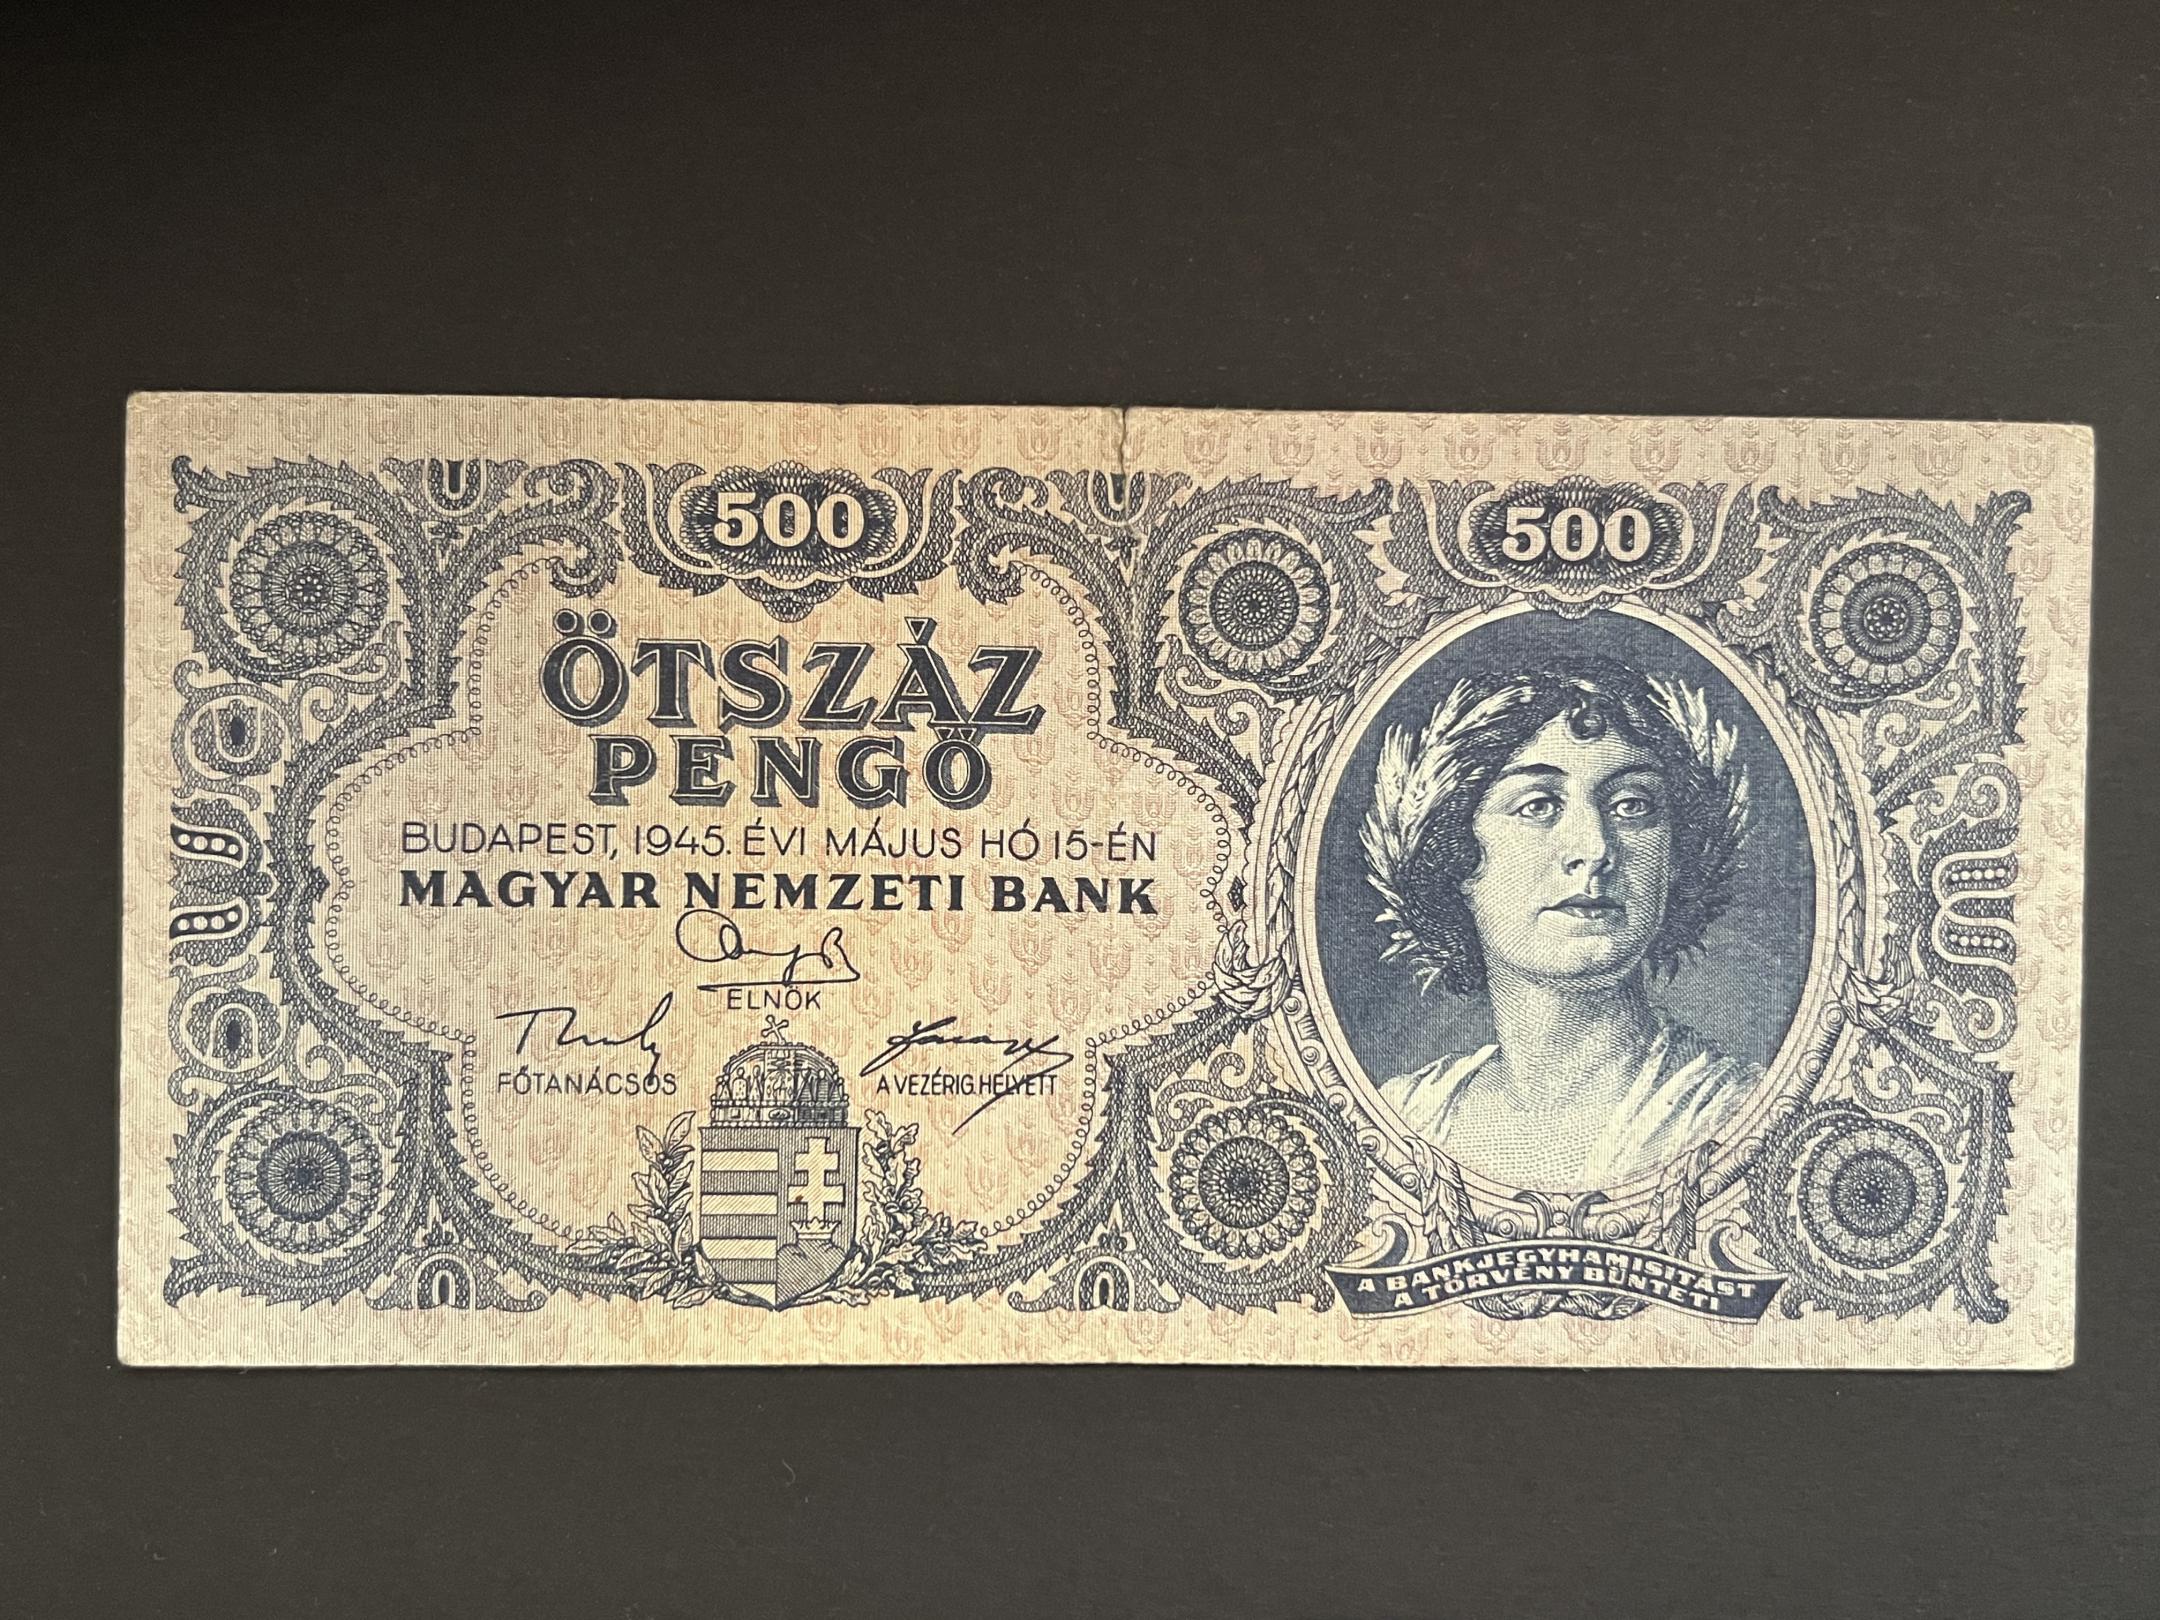 500
500
ÖTSZÁZ
PENGŐ
BUDAPEST, 1945. ÉVI MÁJUS HÓ 15-ÉN
MAGYAR NEMZETI BANK
ELNÖK
FŐTANÁCSOS
A VEZÉRIG. HELYETT
A BANKJEGYHAMISITÁST
A TÖRVÉNY BÜNTETI